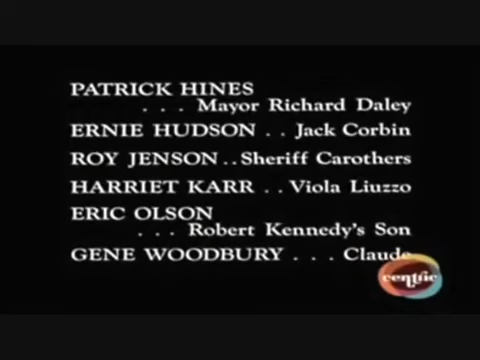 PATRICK HINES
. . . Mayor Richard Daley
ERNIE HUDSON . . Jack Corbin
ROY JENSON . . Sheriff Carothers
HARRIET KARR . . Viola Liuzzo
ERIC OLSON
. . . Robert Kennedy's Son
GENE WOODBURY . . . Claude
centric